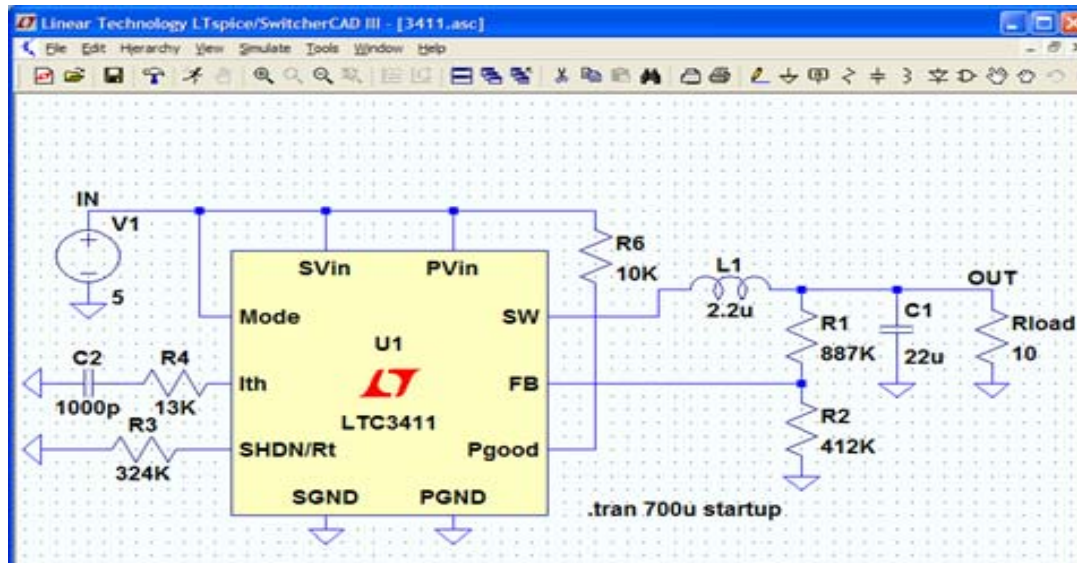 Linear Technology LTspice/SwitcherCAD III - [3411.asc]
File Edit Hierarchy View Simulate Tools Window Help
IN
V1
5
SVin PVin
Mode
SW
U1
Ith
FB
LTC3411
SHDN/Rt
Pgood
SGND PGND
R6
10K
L1
2.2u
OUT
R1
887K
C1
22u
Rload
10
R2
412K
C2
1000p
R4
13K
R3
324K
.tran 700u startup